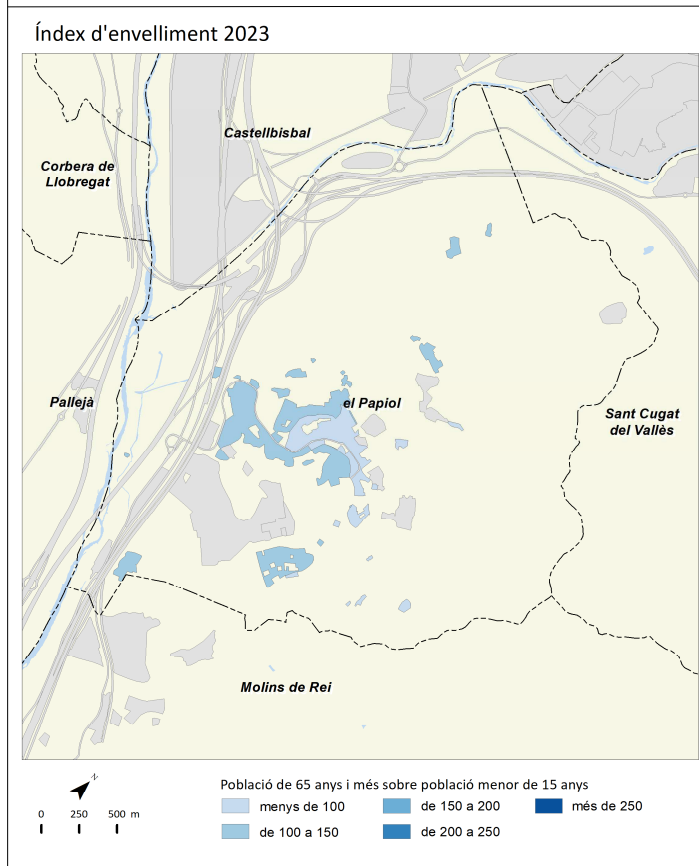 Índex d'envelliment 2023
Castellbisbal
Corbera de
Llobregat
Pallejà
el Papiol
Sant Cugat
del Vallès
Molins de Rei
N
0 250 500 m
Població de 65 anys i més sobre població menor de 15 anys
menys de 100
de 150 a 200
més de 250
de 100 a 150
de 200 a 250